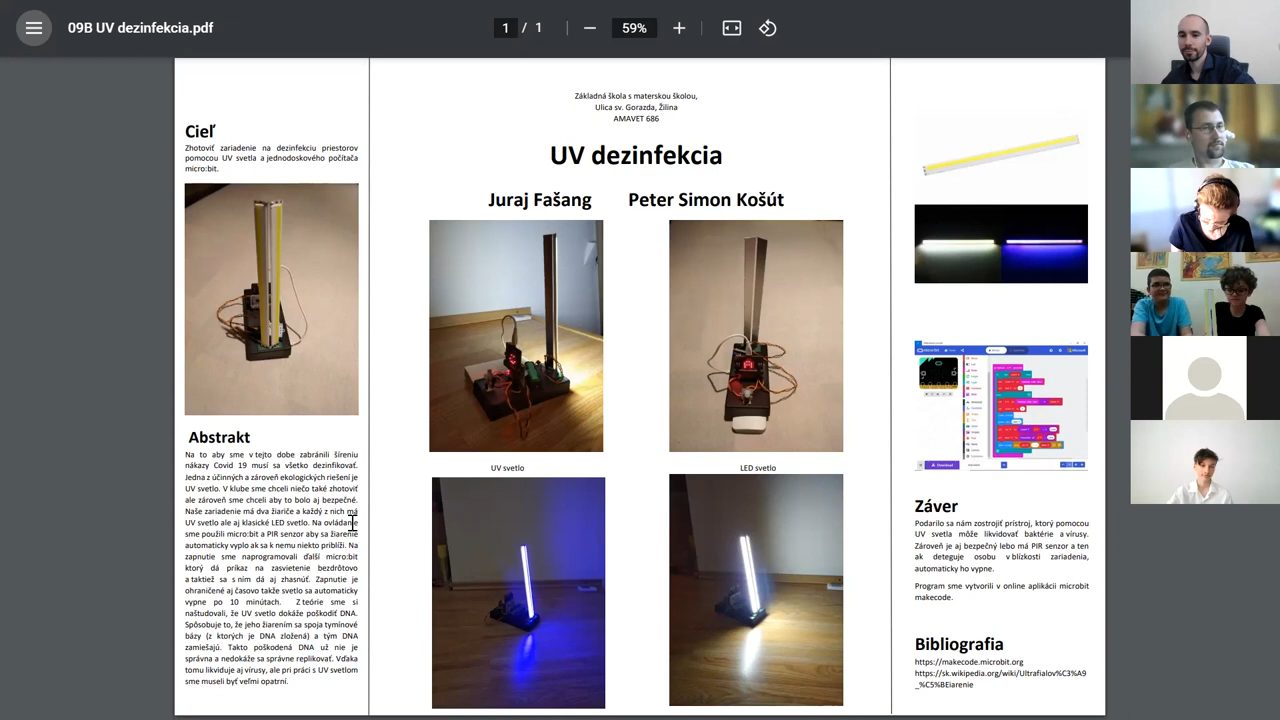 09B UV dezinfekcia.pdf
1 / 1
59%
Cieľ
Zhotoviť zariadenie na dezinfekciu priestorov
pomocou UV svetla a jednodoskového počítača
micro:bit.
Abstrakt
Na to aby sme v tejto dobe zabránili šíreniu
nákazy Covid 19 musí sa všetko dezinfikovať.
Jedna z účinných a zároveň ekologických riešení je
UV svetlo. V klube sme chceli niečo také zhotoviť
ale zároveň sme chceli aby to bolo aj bezpečné.
Naše zariadenie má dva žiariče a každý z nich má
UV svetlo ale aj klasické LED svetlo. Na ovládanie
sme použili micro:bit a PIR senzor aby sa žiarenie
automaticky vyplo ak sa k nemu niekto priblíži. Na
zapnutie sme naprogramovali ďalší micro:bit
ktorý dá príkaz na zasvietenie bezdrôtovo
a taktiež sa s ním dá aj zhasnúť. Zapnutie je
ohraničené aj časovo takže svetlo sa automaticky
vypne po 10 minútach. Z teórie sme si
naštudovali, že UV svetlo dokáže poškodiť DNA.
Spôsobuje to, že jeho žiarením sa spoja tymínové
bázy (z ktorých je DNA zložená) a tým DNA
zamiešajú. Takto poškodená DNA už nie je
správna a nedokáže sa správne replikovať. Vďaka
tomu likviduje aj vírusy, ale pri práci s UV svetlom
sme museli byť veľmi opatrní.
Základná škola s materskou školou,
Ulica sv. Gorazda, Žilina
AMAVET 686
UV dezinfekcia
Juraj Fašang Peter Simon Košút
UV svetlo LED svetlo
Download
Záver
Podarilo sa nám zostrojiť prístroj, ktorý pomocou
UV svetla môže likvidovať baktérie a vírusy.
Zároveň je aj bezpečný lebo má PIR senzor a ten
ak deteguje osobu v blízkosti zariadenia,
automaticky ho vypne.
Program sme vytvorili v online aplikácii microbit
makecode.
Bibliografia
https://makecode.microbit.org
https://sk.wikipedia.org/wiki/Ultrafialov%C3%A9
_%C5%BEiarenie